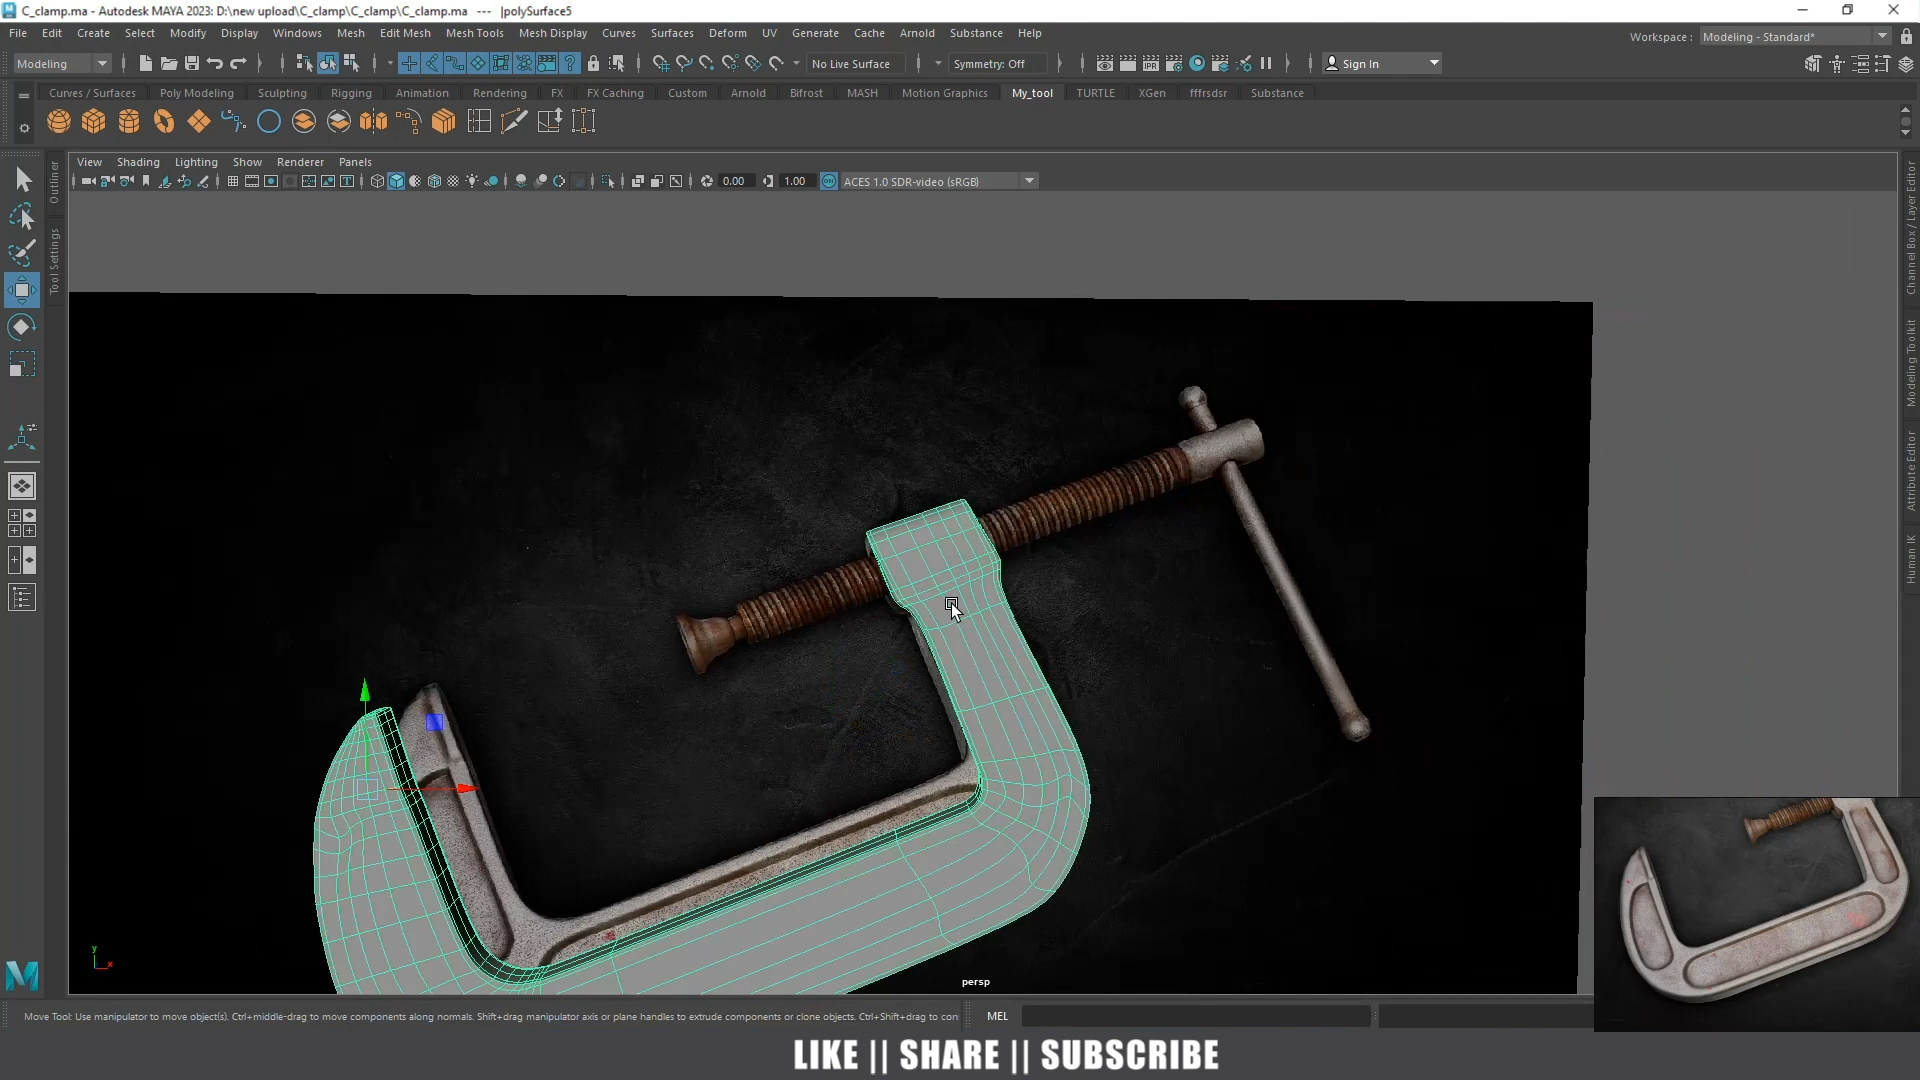 C_clamp.ma - Autodesk MAYA 2023: D:\new upload\C_clamp\C_clamp\C_clamp.ma --- |polySurface5
File Edit Create Select Modify Display Windows Mesh Edit Mesh Mesh Tools Mesh Display Curves Surfaces Deform UV Generate Cache Arnold Substance Help
Workspace : Modeling - Standard*
Modeling No Live Surface Symmetry: Off Sign In
Curves / Surfaces Poly Modeling Sculpting Rigging Animation Rendering FX FX Caching Custom Arnold Bifrost MASH Motion Graphics My_tool TURTLE XGen fffrsdsr Substance
View Shading Lighting Show Renderer Panels
IPR
0.00 1.00 ON ACES 1.0 SDR-video (sRGB)
Outliner
Tool Settings
Channel Box / Layer Editor
Modeling Toolkit
Attribute Editor
Human IK
y
x
persp
M
Move Tool: Use manipulator to move object(s). Ctrl+middle-drag to move components along normals. Shift+drag manipulator axis or plane handles to extrude components or clone objects. Ctrl+Shift+drag to con
MEL
LIKE || SHARE || SUBSCRIBE